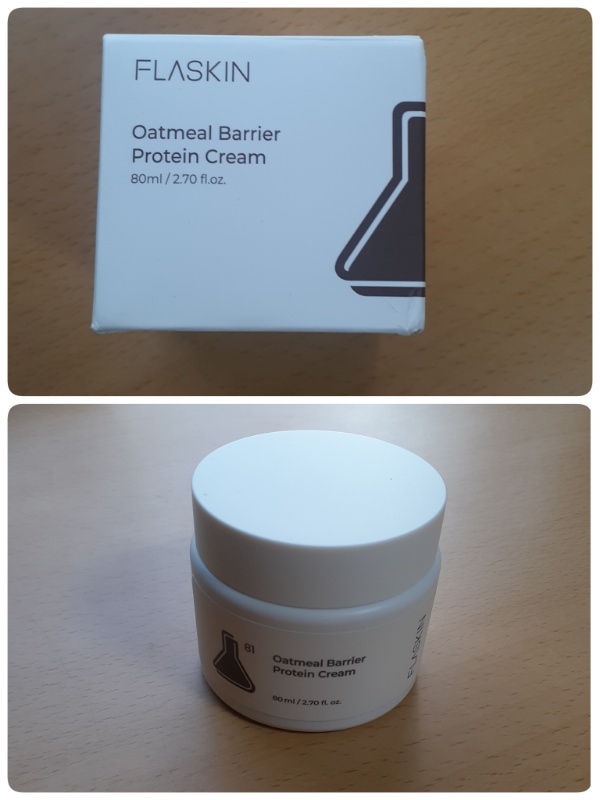 FLASKIN
Oatmeal Barrier
Protein Cream
80ml / 2.70 fl.oz.
81
Oatmeal Barrier
Protein Cream
80 ml / 2.70 fl. oz.
FLASKIN